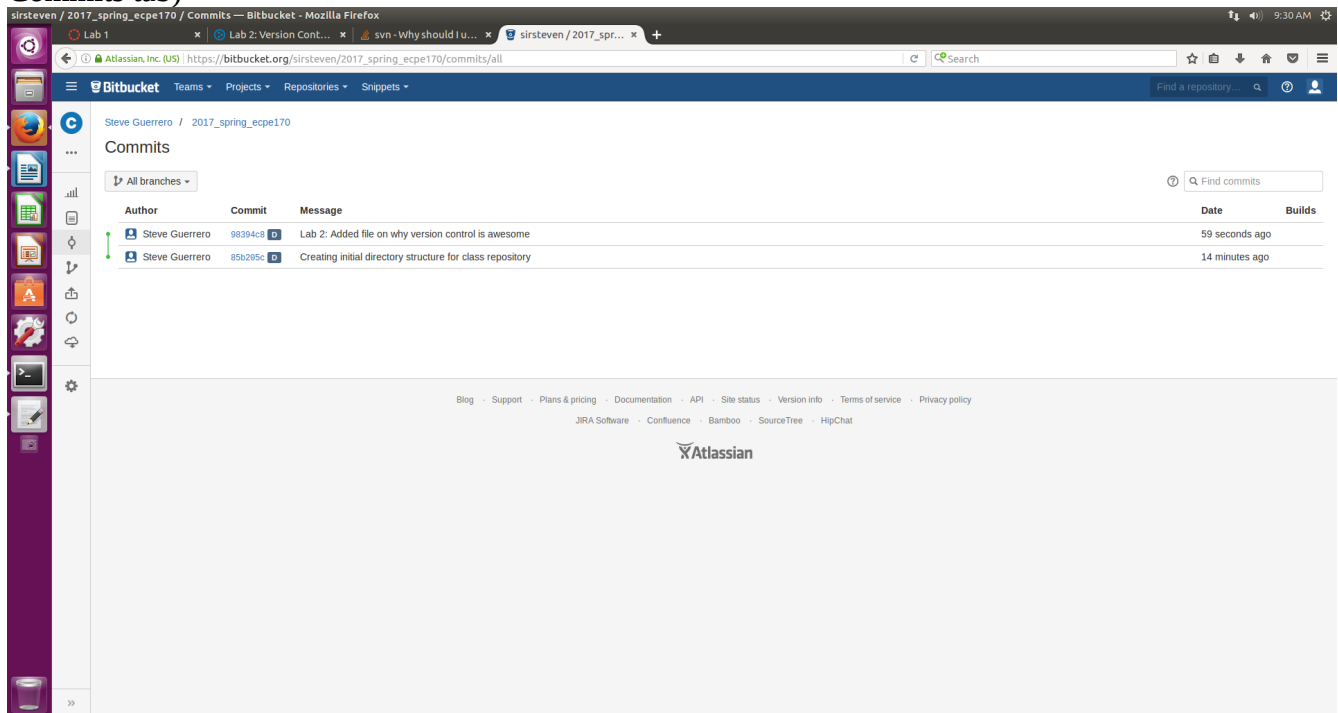 Commits tab)
sirsteven / 2017_spring_ecpe170 / Commits — Bitbucket - Mozilla Firefox 9:30 AM
Lab 1 × Lab 2: Version Cont... × svn - Why should I u... × sirsteven / 2017_spr... × +
Atlassian, Inc. (US) https://bitbucket.org/sirsteven/2017_spring_ecpe170/commits/all Search
Bitbucket Teams Projects Repositories Snippets Find a repository...
Steve Guerrero / 2017_spring_ecpe170
Commits
All branches Find commits
Author Commit Message Date Builds
Steve Guerrero 98394c8 D Lab 2: Added file on why version control is awesome 59 seconds ago
Steve Guerrero 85b205c D Creating initial directory structure for class repository 14 minutes ago
Blog · Support · Plans & pricing · Documentation · API · Site status · Version info · Terms of service · Privacy policy
JIRA Software · Confluence · Bamboo · SourceTree · HipChat
Atlassian